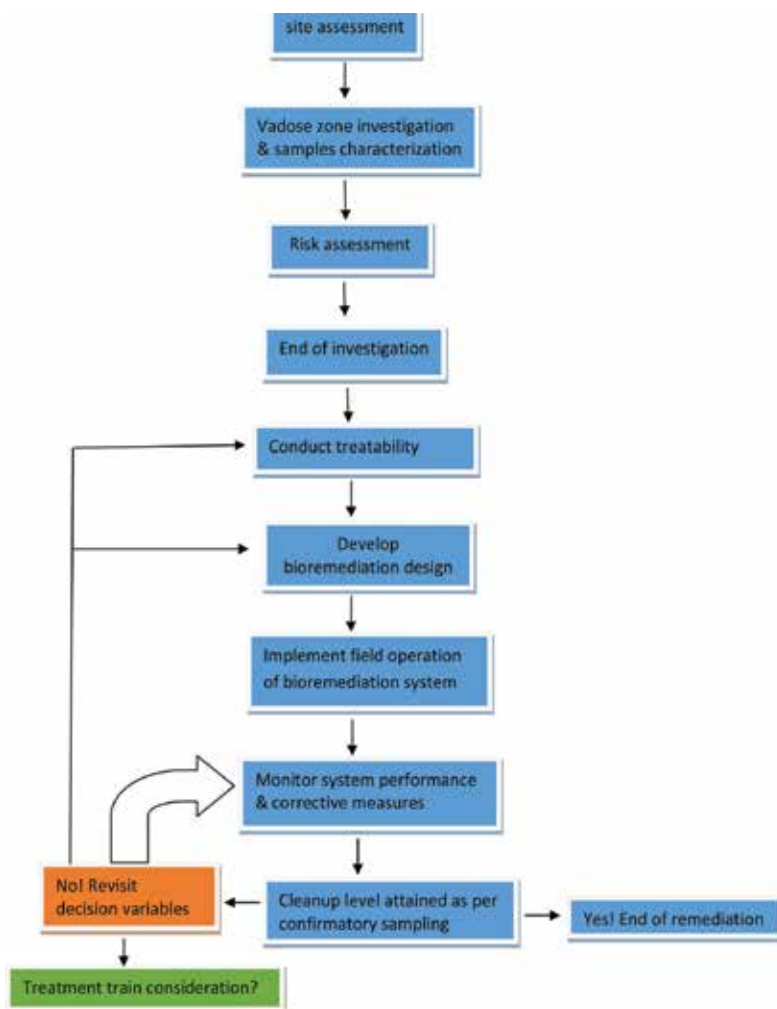 site assessment
Vadose zone investigation
& samples characterization
Risk assessment
End of investigation
Conduct treatability
Develop
bioremediation design
Implement field operation
of bioremediation system
Monitor system performance
& corrective measures
No! Revisit
decision variables
Cleanup level attained as per
confirmatory sampling
Yes! End of remediation
Treatment train consideration?